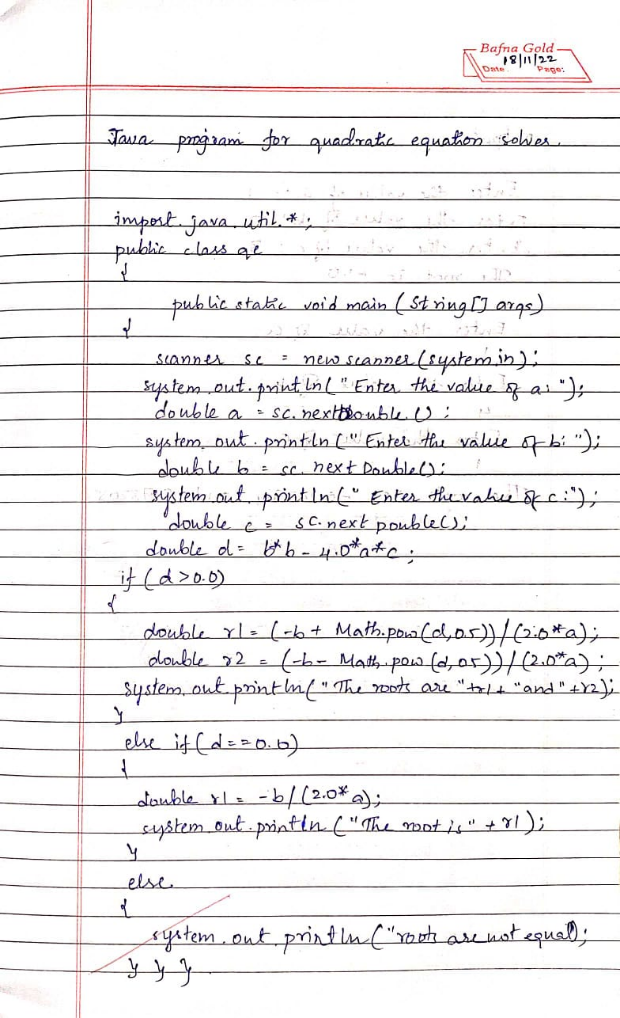 Bafna Gold
18/11/22
Date: Page:
Java program for quadratic equation solver.
import java.util.*;
public class qe
{
public static void main (String [] args)
{
scanner sc = new scanner (system.in);
system.out.println (" Enter the value of a: ");
double a = sc. nextDouble ();
system. out. println (" Enter the value of b: ");
double b = sc. next Double();
system. out. println (" Enter the value of c :");
double c = sc. next Double();
double d = b*b - 4.0*a*c ;
if (d>0.0)
{
double r1 = (-b + Math.pow(d,0.5)) / (2.0*a);
double r2 = (-b - Math.pow (d,0.5)) / (2.0*a) ;
system. out. println (" The roots are "+r1+ "and" +r2);
}
else if (d==0.0)
{
double r1 = -b/(2.0* a);
system. out. println ("The root is" + r1);
}
else
{
system. out. println ("roots are not equal);
} } }